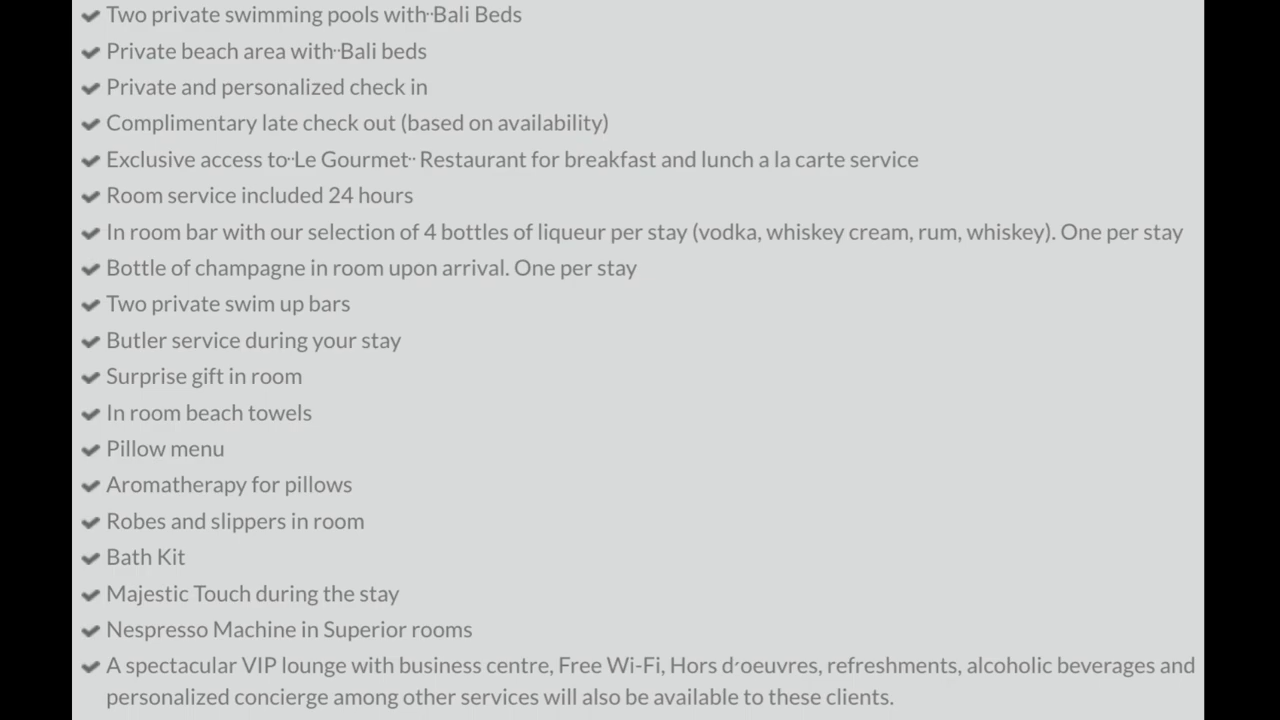 Two private swimming pools with¨Bali Beds
Private beach area with¨Bali beds
Private and personalized check in
Complimentary late check out (based on availability)
Exclusive access to¨Le Gourmet¨ Restaurant for breakfast and lunch a la carte service
Room service included 24 hours
In room bar with our selection of 4 bottles of liqueur per stay (vodka, whiskey cream, rum, whiskey). One per stay
Bottle of champagne in room upon arrival. One per stay
Two private swim up bars
Butler service during your stay
Surprise gift in room
In room beach towels
Pillow menu
Aromatherapy for pillows
Robes and slippers in room
Bath Kit
Majestic Touch during the stay
Nespresso Machine in Superior rooms
A spectacular VIP lounge with business centre, Free Wi-Fi, Hors d´oeuvres, refreshments, alcoholic beverages and
personalized concierge among other services will also be available to these clients.